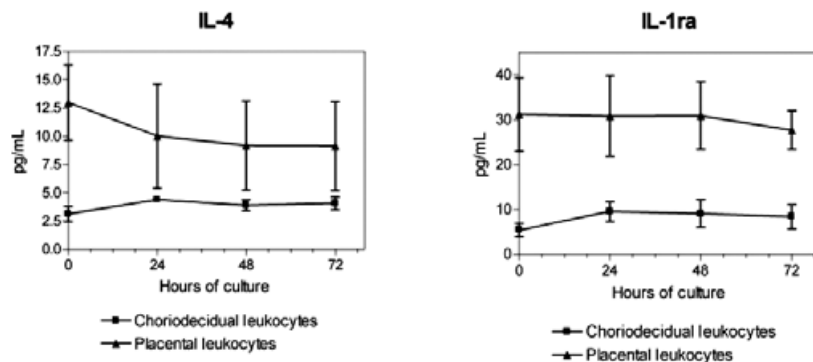 IL-4
17.5
15.0
12.5
10.0
7.5
5.0
2.5
0.0
pg/mL
0 24 48 72
Hours of culture
Choriodecidual leukocytes
Placental leukocytes
IL-1ra
40
30
20
10
0
pg/mL
0 24 48 72
Hours of culture
Choriodecidual leukocytes
Placental leukocytes